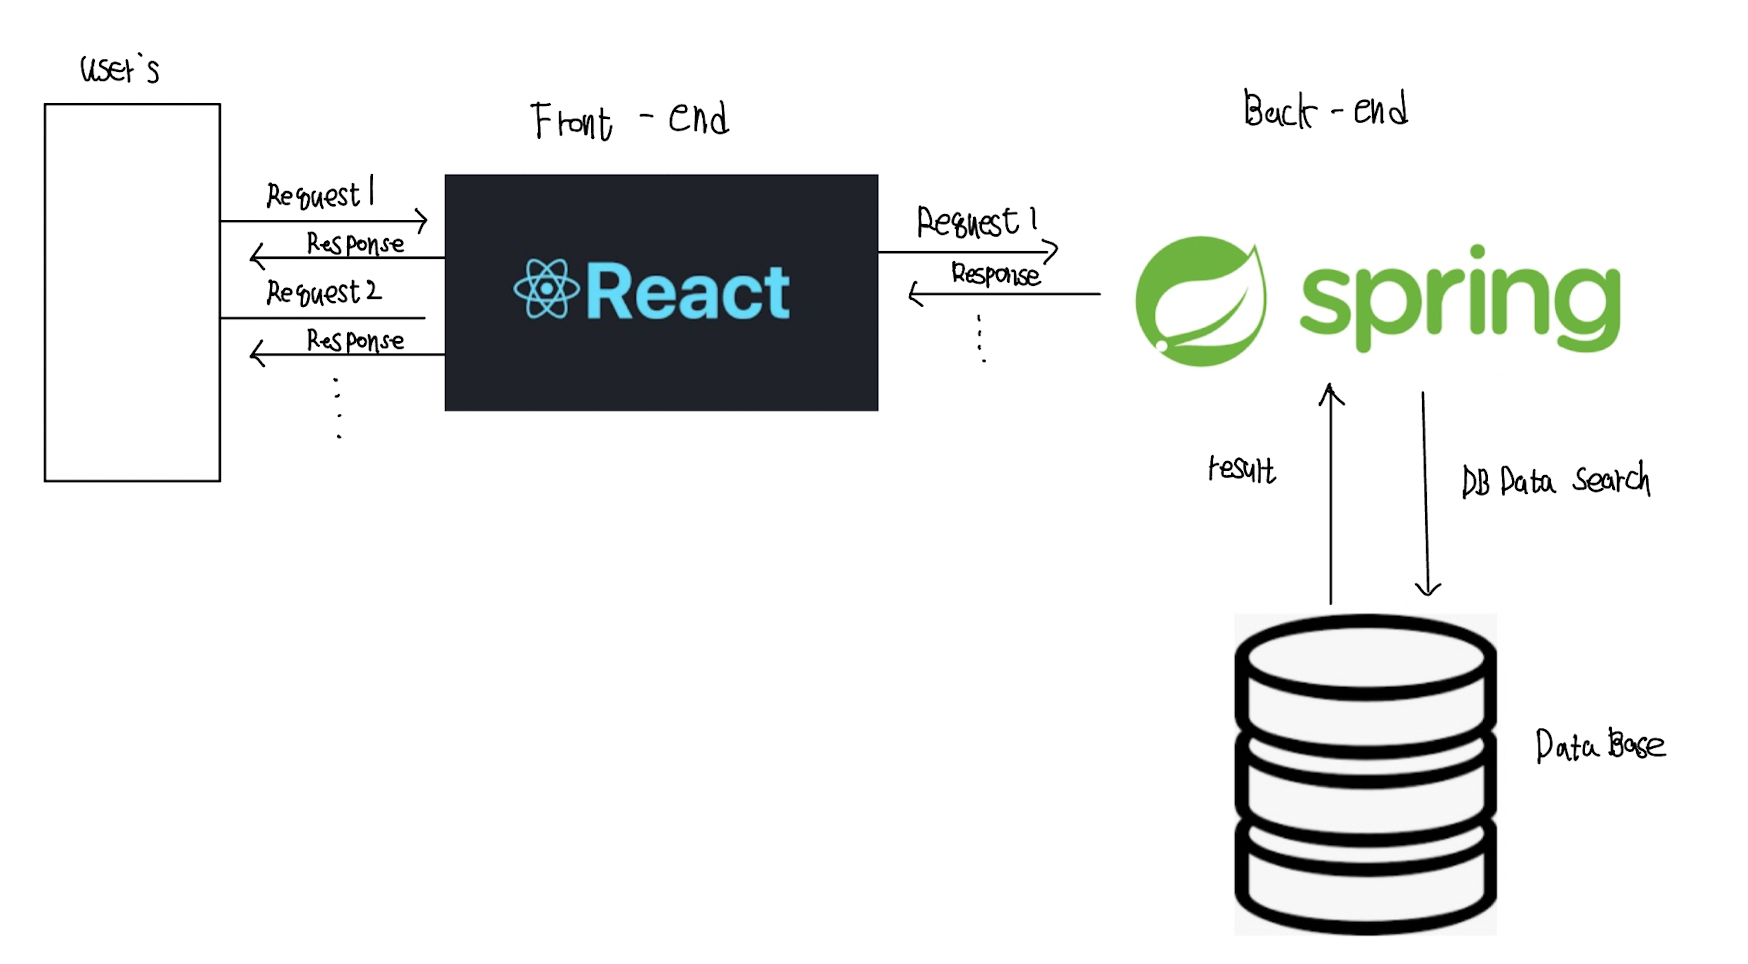 user's
Front - end
Back - end
Request 1
Response
Request 2
Response
React
Request 1
Response
spring
result
DB Data Search
Data Base